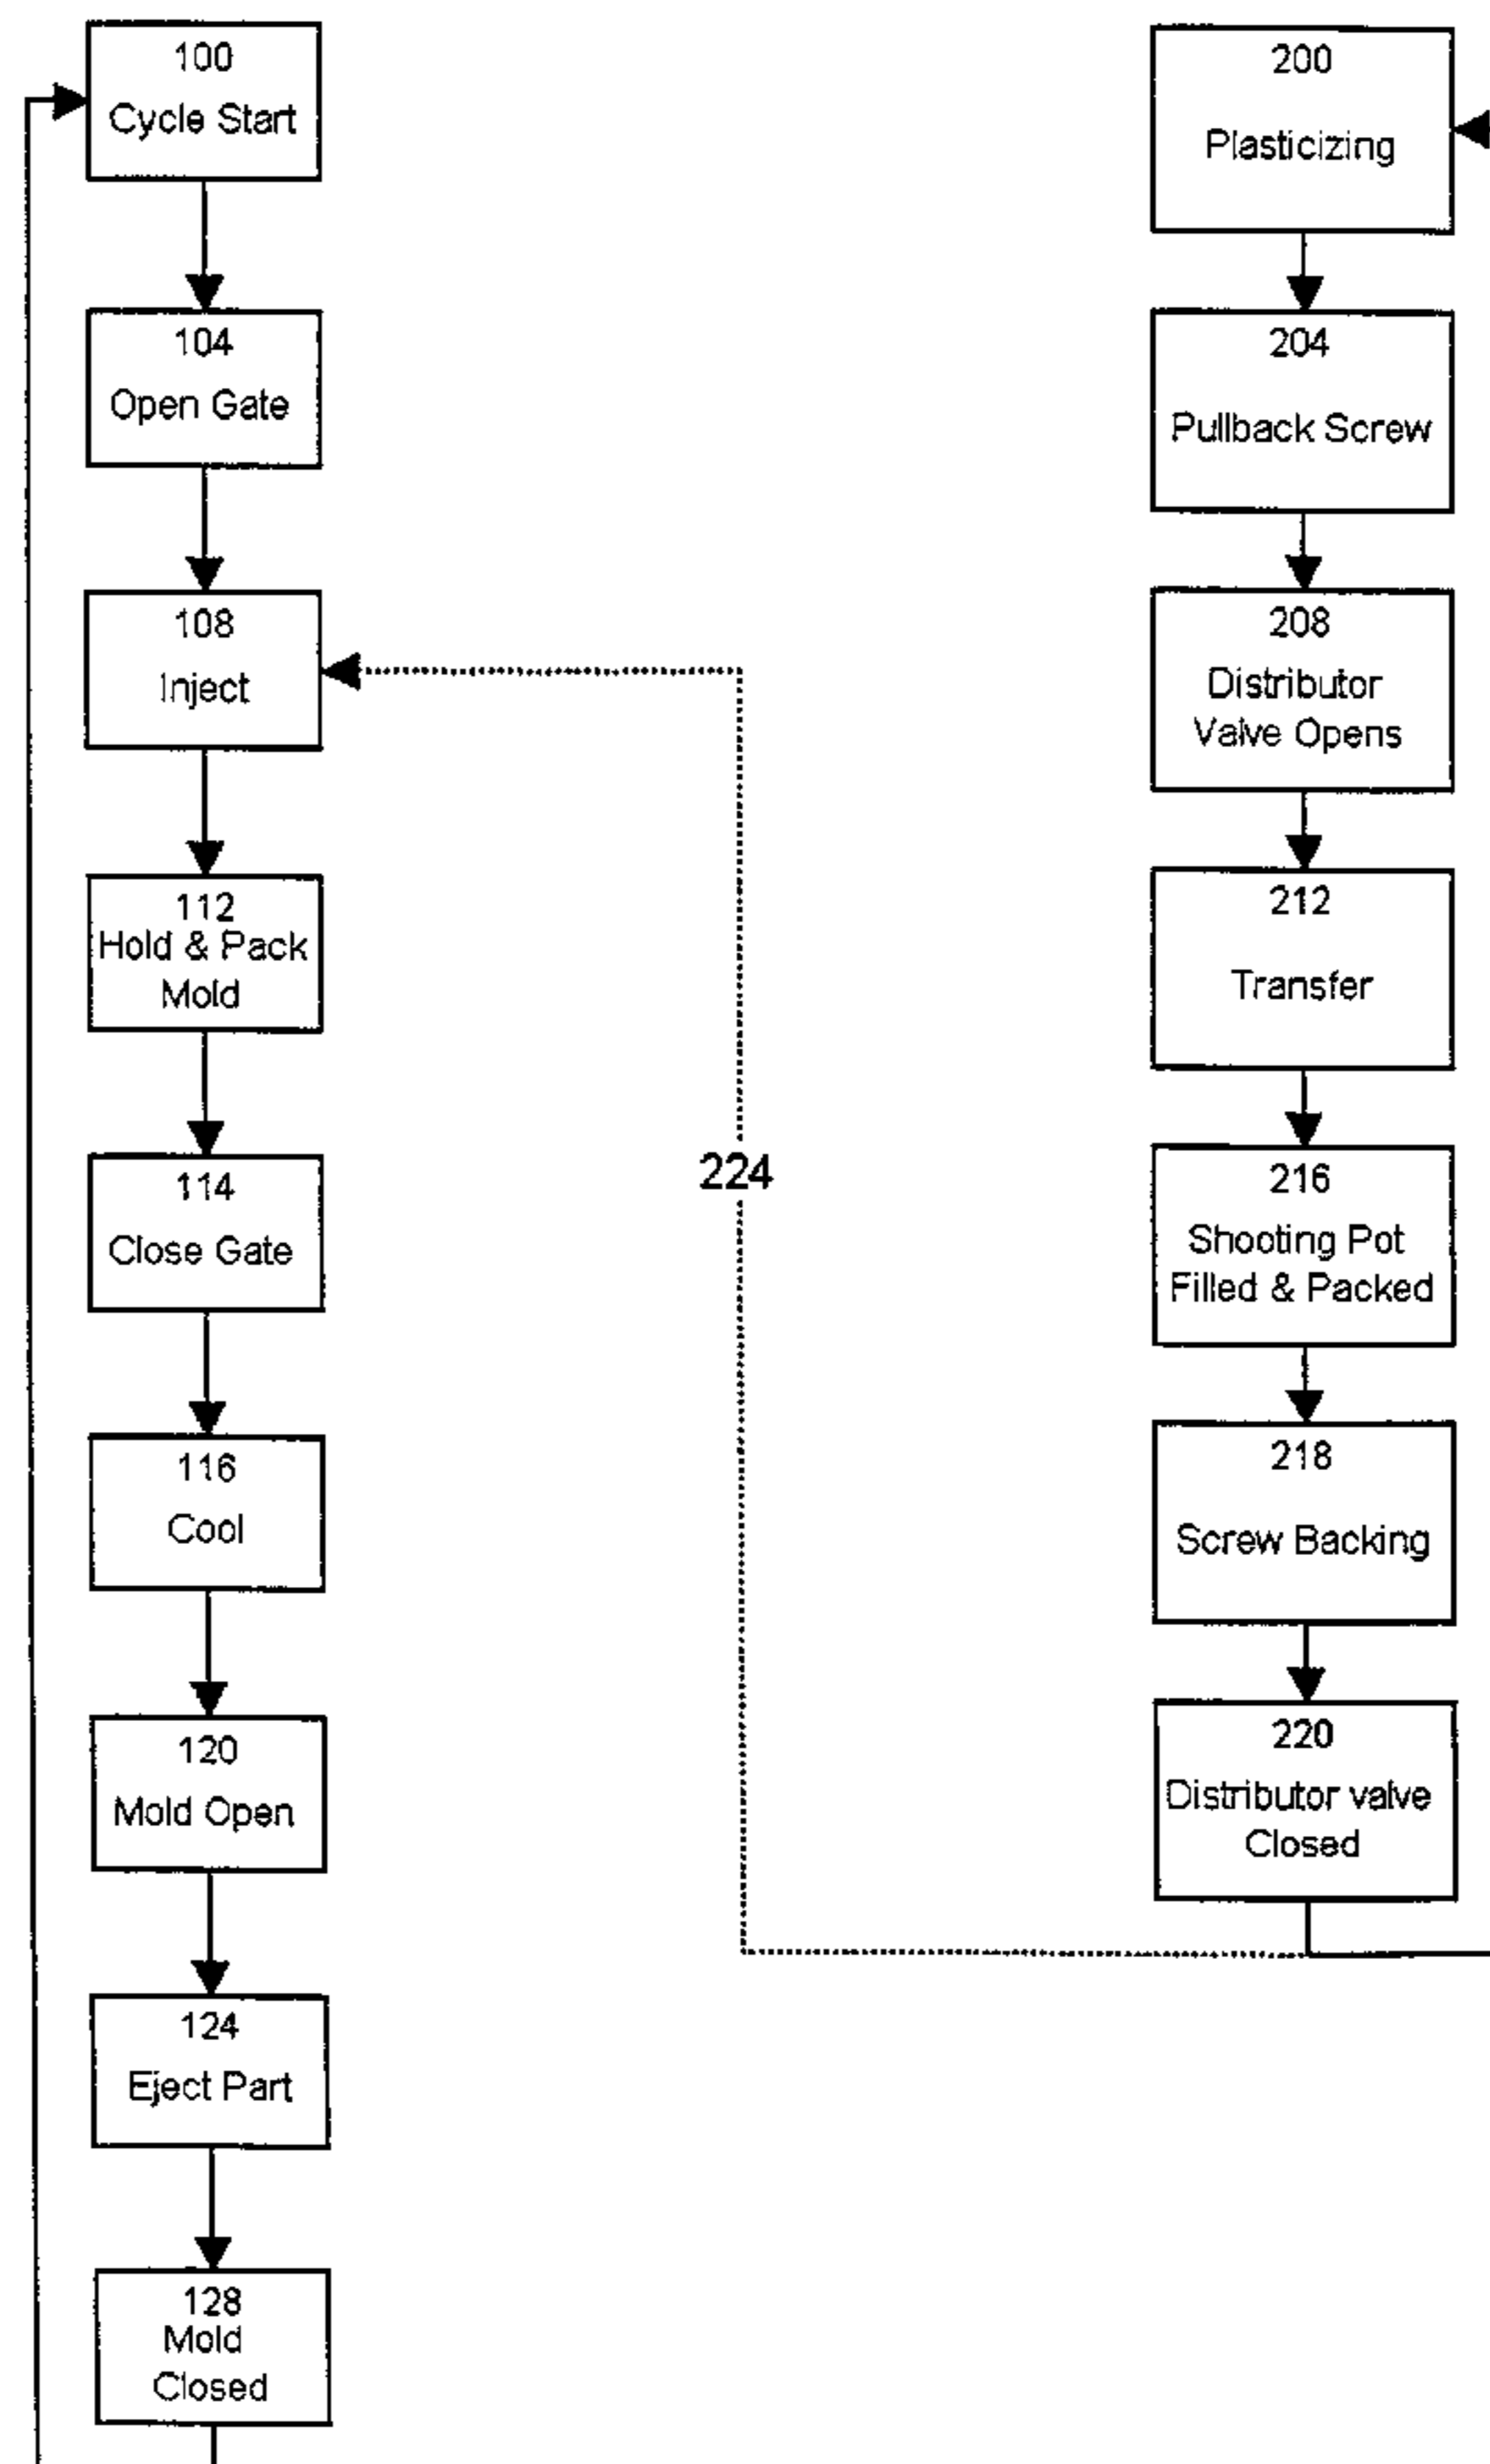 100
Cycle Start
104
Open Gate
108
Inject
112
Hold & Pack
Mold
114
Close Gate
116
Cool
120
Mold Open
124
Eject Part
128
Mold
Closed
224
200
Plasticizing
204
Pullback Screw
208
Distributor
Valve Opens
212
Transfer
216
Shooting Pot
Filled & Packed
218
Screw Backing
220
Distributor valve
Closed